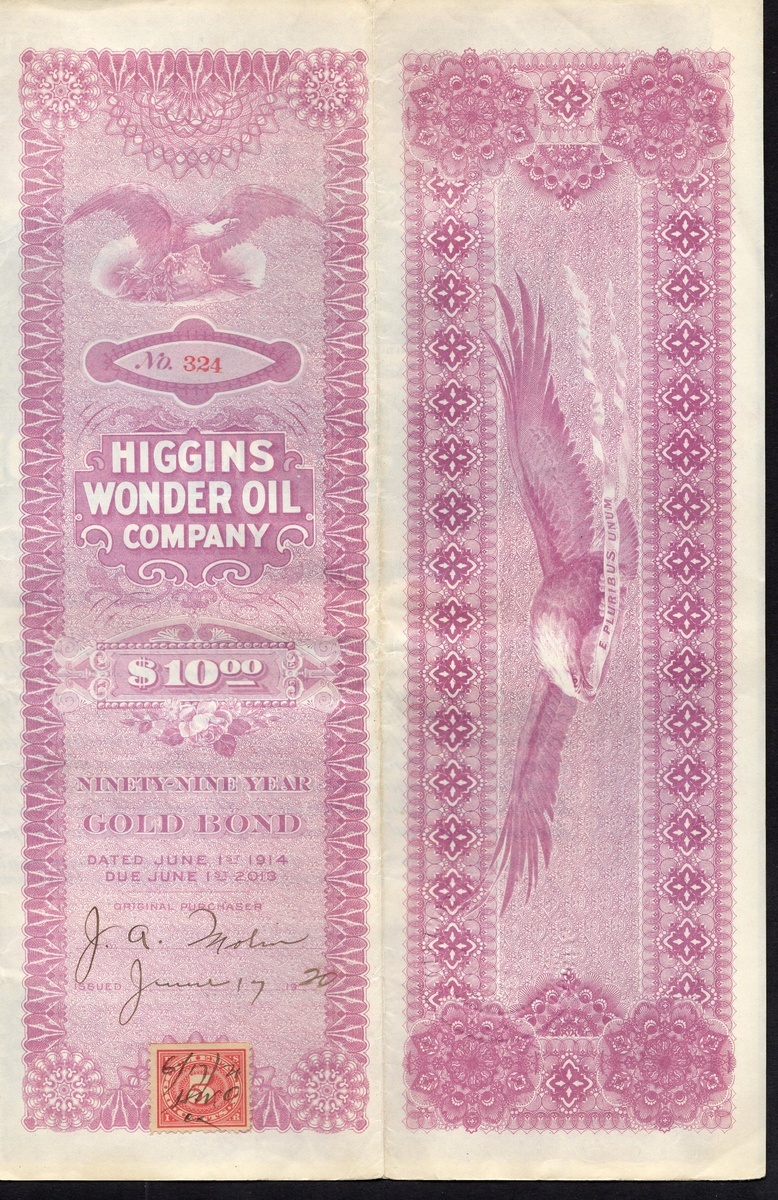 No. 324
HIGGINS
WONDER OIL
COMPANY
$10.00
NINETY-NINE YEAR
GOLD BOND
DATED JUNE 1ST 1914
DUE JUNE 1ST 2013
ORIGINAL PURCHASER
J. A.
ISSUED June 17 1920
2
E PLURIBUS UNUM